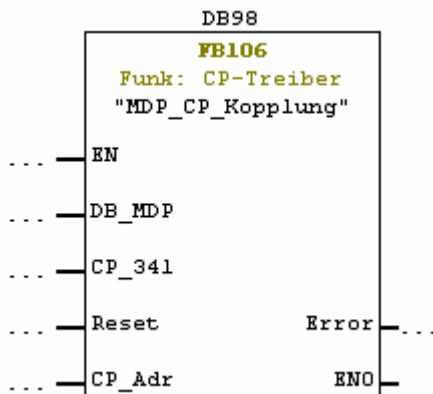 DB98
FB106
Funk: CP-Treiber
"MDP_CP_Kopplung"
... EN
... DB_MDP
... CP_341
... Reset Error ...
... CP_Adr ENO